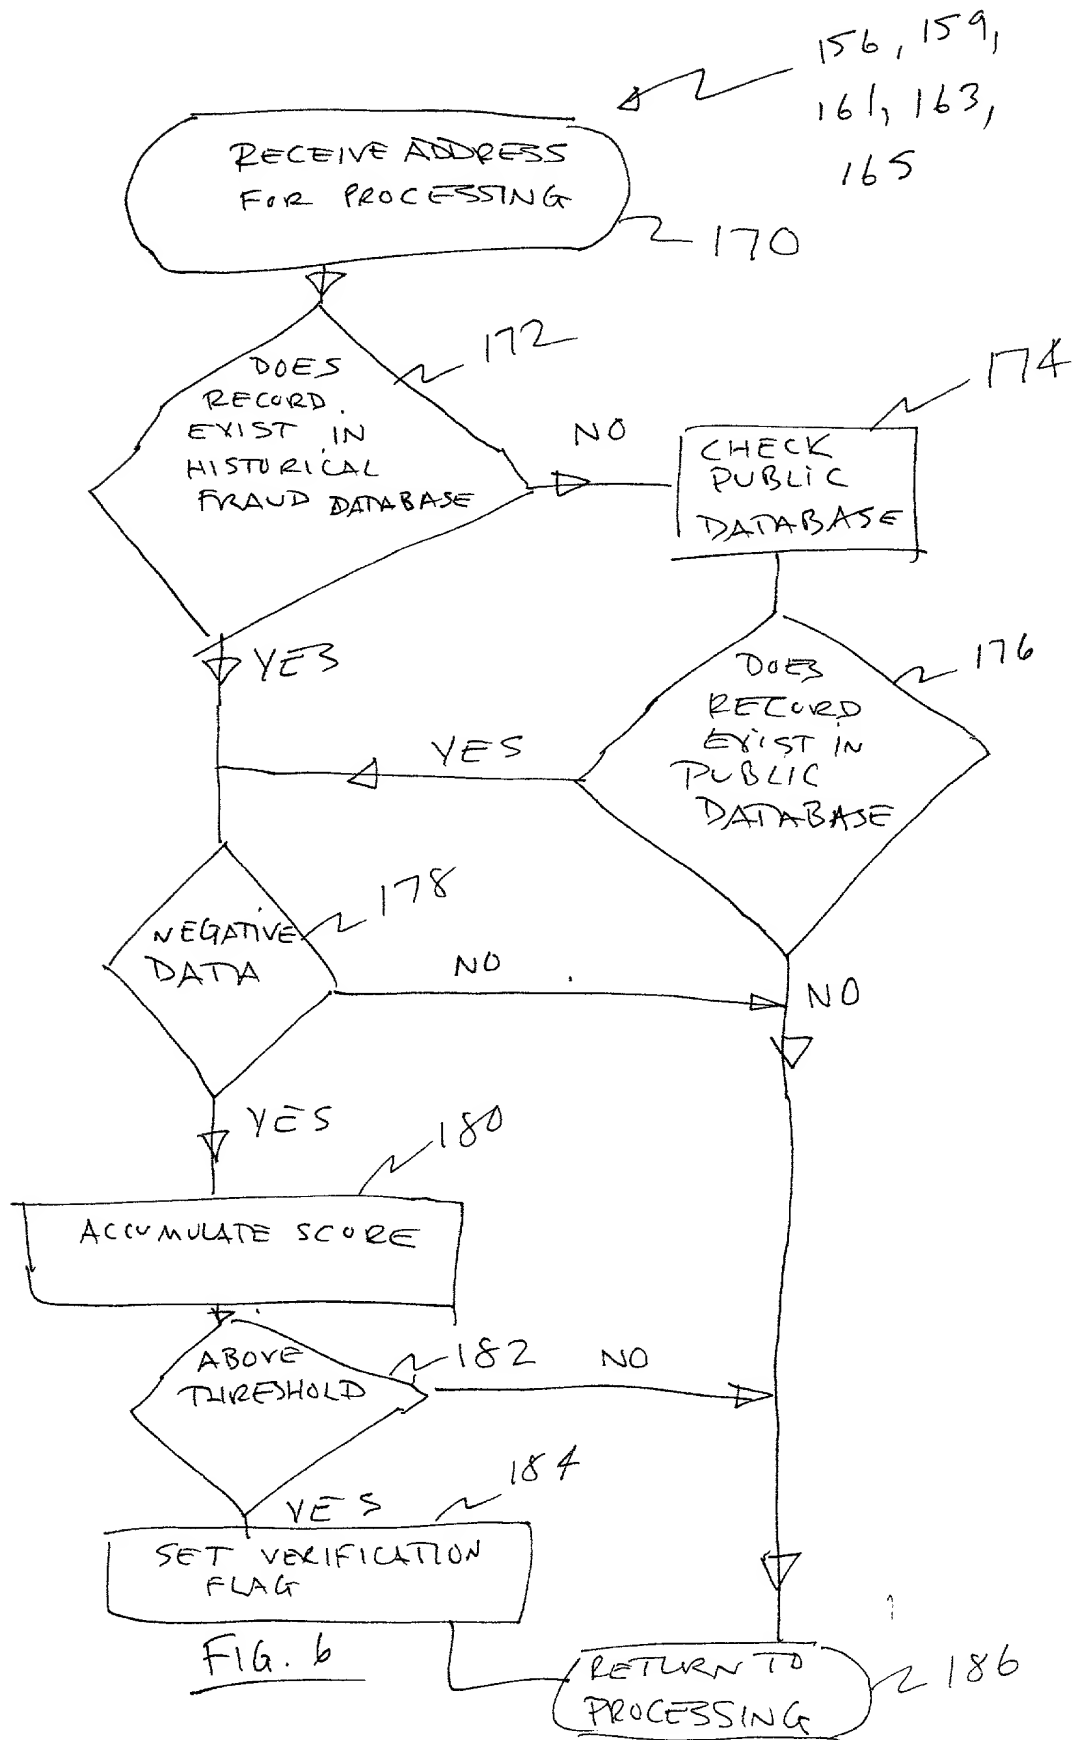 156, 159,
161, 163,
165
RECEIVE ADDRESS
FOR PROCESSING
170
172
DOES
RECORD
EXIST IN
HISTORICAL
FRAUD DATABASE
NO
174
CHECK
PUBLIC
DATABASE
YES
176
DOES
RECORD
EXIST IN
PUBLIC
DATABASE
YES
178
NEGATIVE
DATA
NO
NO
YES
180
ACCUMULATE SCORE
ABOVE
THRESHOLD
182
NO
YES
184
SET VERIFICATION
FLAG
FIG. 6
RETURN TO
PROCESSING
186